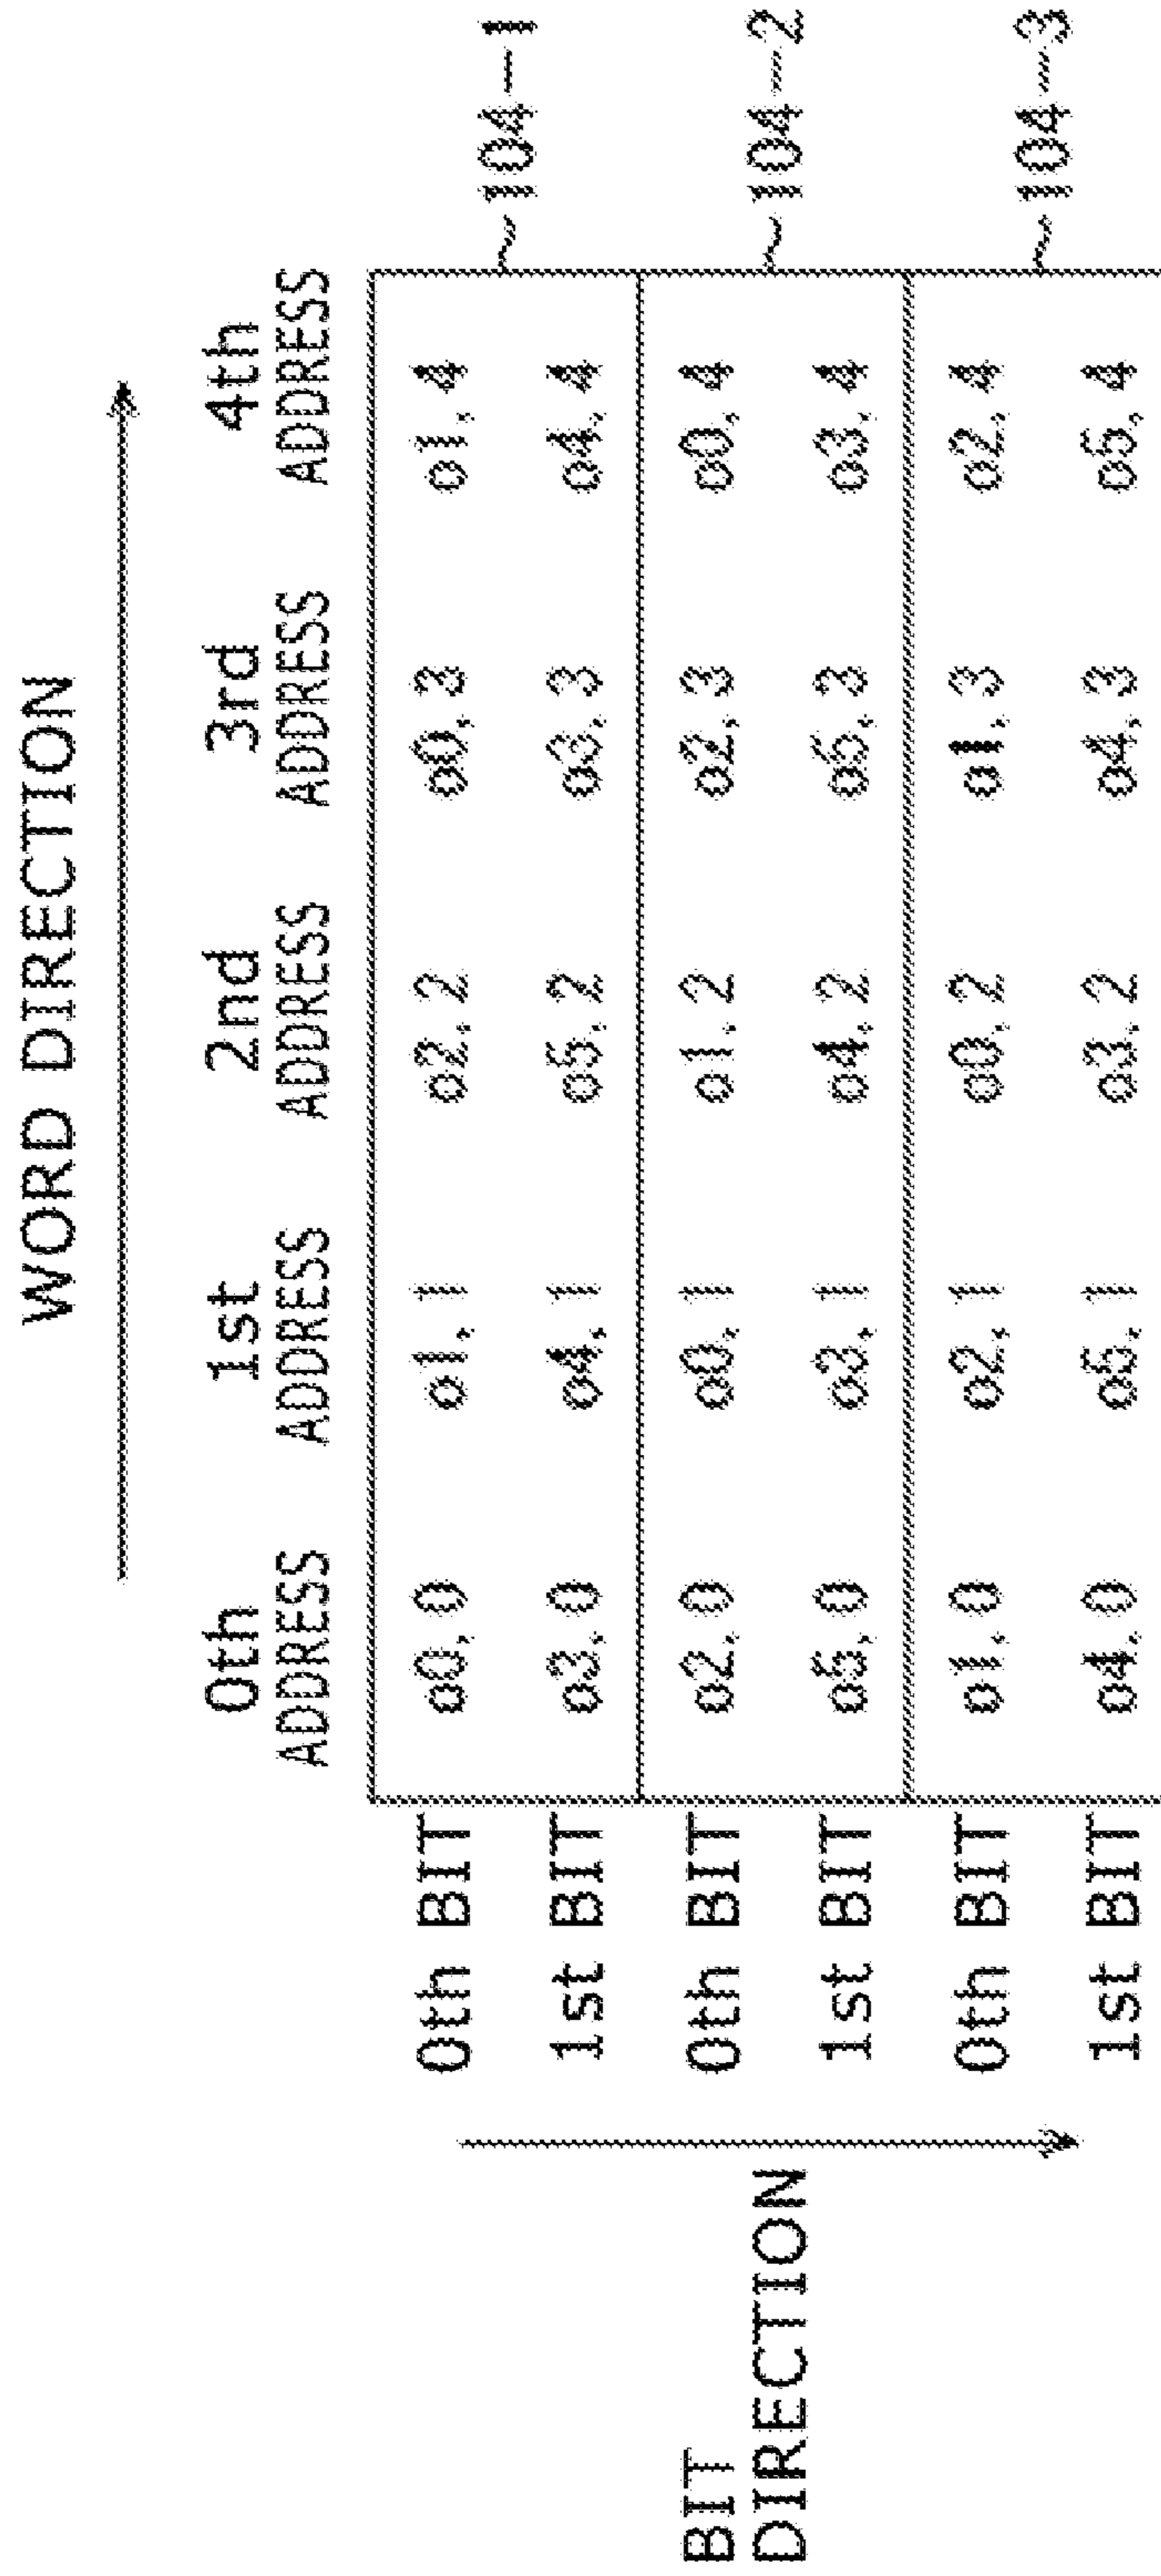 WORD DIRECTION
0th ADDRESS 1st ADDRESS 2nd ADDRESS 3rd ADDRESS 4th ADDRESS
0th BIT o0,0 o1,1 o2,2 o0,3 o1,4
1st BIT o3,0 o4,1 o5,2 o3,3 o4,4
~104-1
0th BIT o2,0 o0,1 o1,2 o2,3 o0,4
1st BIT o5,0 o3,1 o4,2 o5,3 o3,4
~104-2
0th BIT o1,0 o2,1 o0,2 o1,3 o2,4
1st BIT o4,0 o5,1 o3,2 o4,3 o5,4
~104-3
BIT
DIRECTION